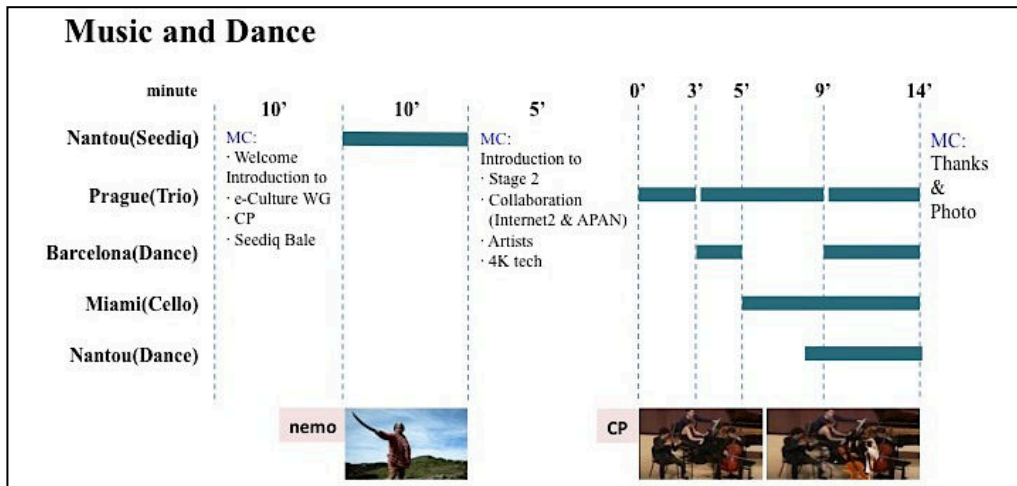 Music and Dance
minute
10’
10’
5’
0’
3’
5’
9’
14’
Nantou(Seediq)
Prague(Trio)
Barcelona(Dance)
Miami(Cello)
Nantou(Dance)
MC:
· Welcome
Introduction to
· e-Culture WG
· CP
· Seediq Bale
MC:
Introduction to
· Stage 2
· Collaboration
(Internet2 & APAN)
· Artists
· 4K tech
MC:
Thanks
&
Photo
nemo
CP